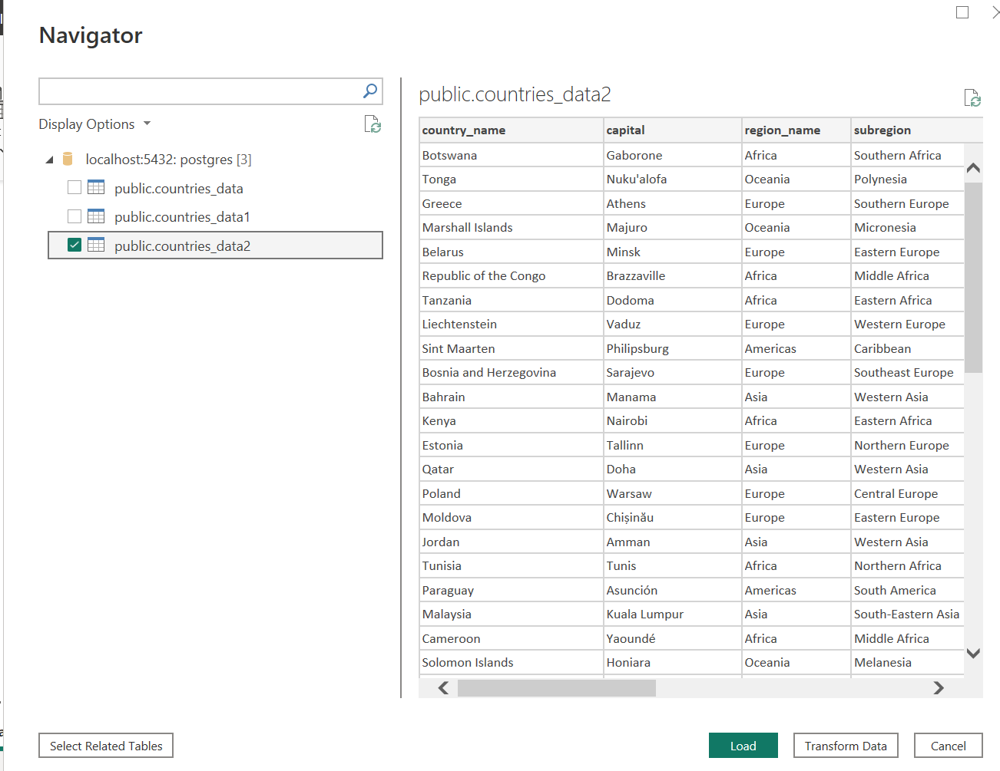 Navigator
Display Options
localhost:5432: postgres [3]
public.countries_data
public.countries_data1
public.countries_data2
public.countries_data2
country_name capital region_name subregion
Botswana Gaborone Africa Southern Africa
Tonga Nuku'alofa Oceania Polynesia
Greece Athens Europe Southern Europe
Marshall Islands Majuro Oceania Micronesia
Belarus Minsk Europe Eastern Europe
Republic of the Congo Brazzaville Africa Middle Africa
Tanzania Dodoma Africa Eastern Africa
Liechtenstein Vaduz Europe Western Europe
Sint Maarten Philipsburg Americas Caribbean
Bosnia and Herzegovina Sarajevo Europe Southeast Europe
Bahrain Manama Asia Western Asia
Kenya Nairobi Africa Eastern Africa
Estonia Tallinn Europe Northern Europe
Qatar Doha Asia Western Asia
Poland Warsaw Europe Central Europe
Moldova Chișinău Europe Eastern Europe
Jordan Amman Asia Western Asia
Tunisia Tunis Africa Northern Africa
Paraguay Asunción Americas South America
Malaysia Kuala Lumpur Asia South-Eastern Asia
Cameroon Yaoundé Africa Middle Africa
Solomon Islands Honiara Oceania Melanesia
Select Related Tables Load Transform Data Cancel